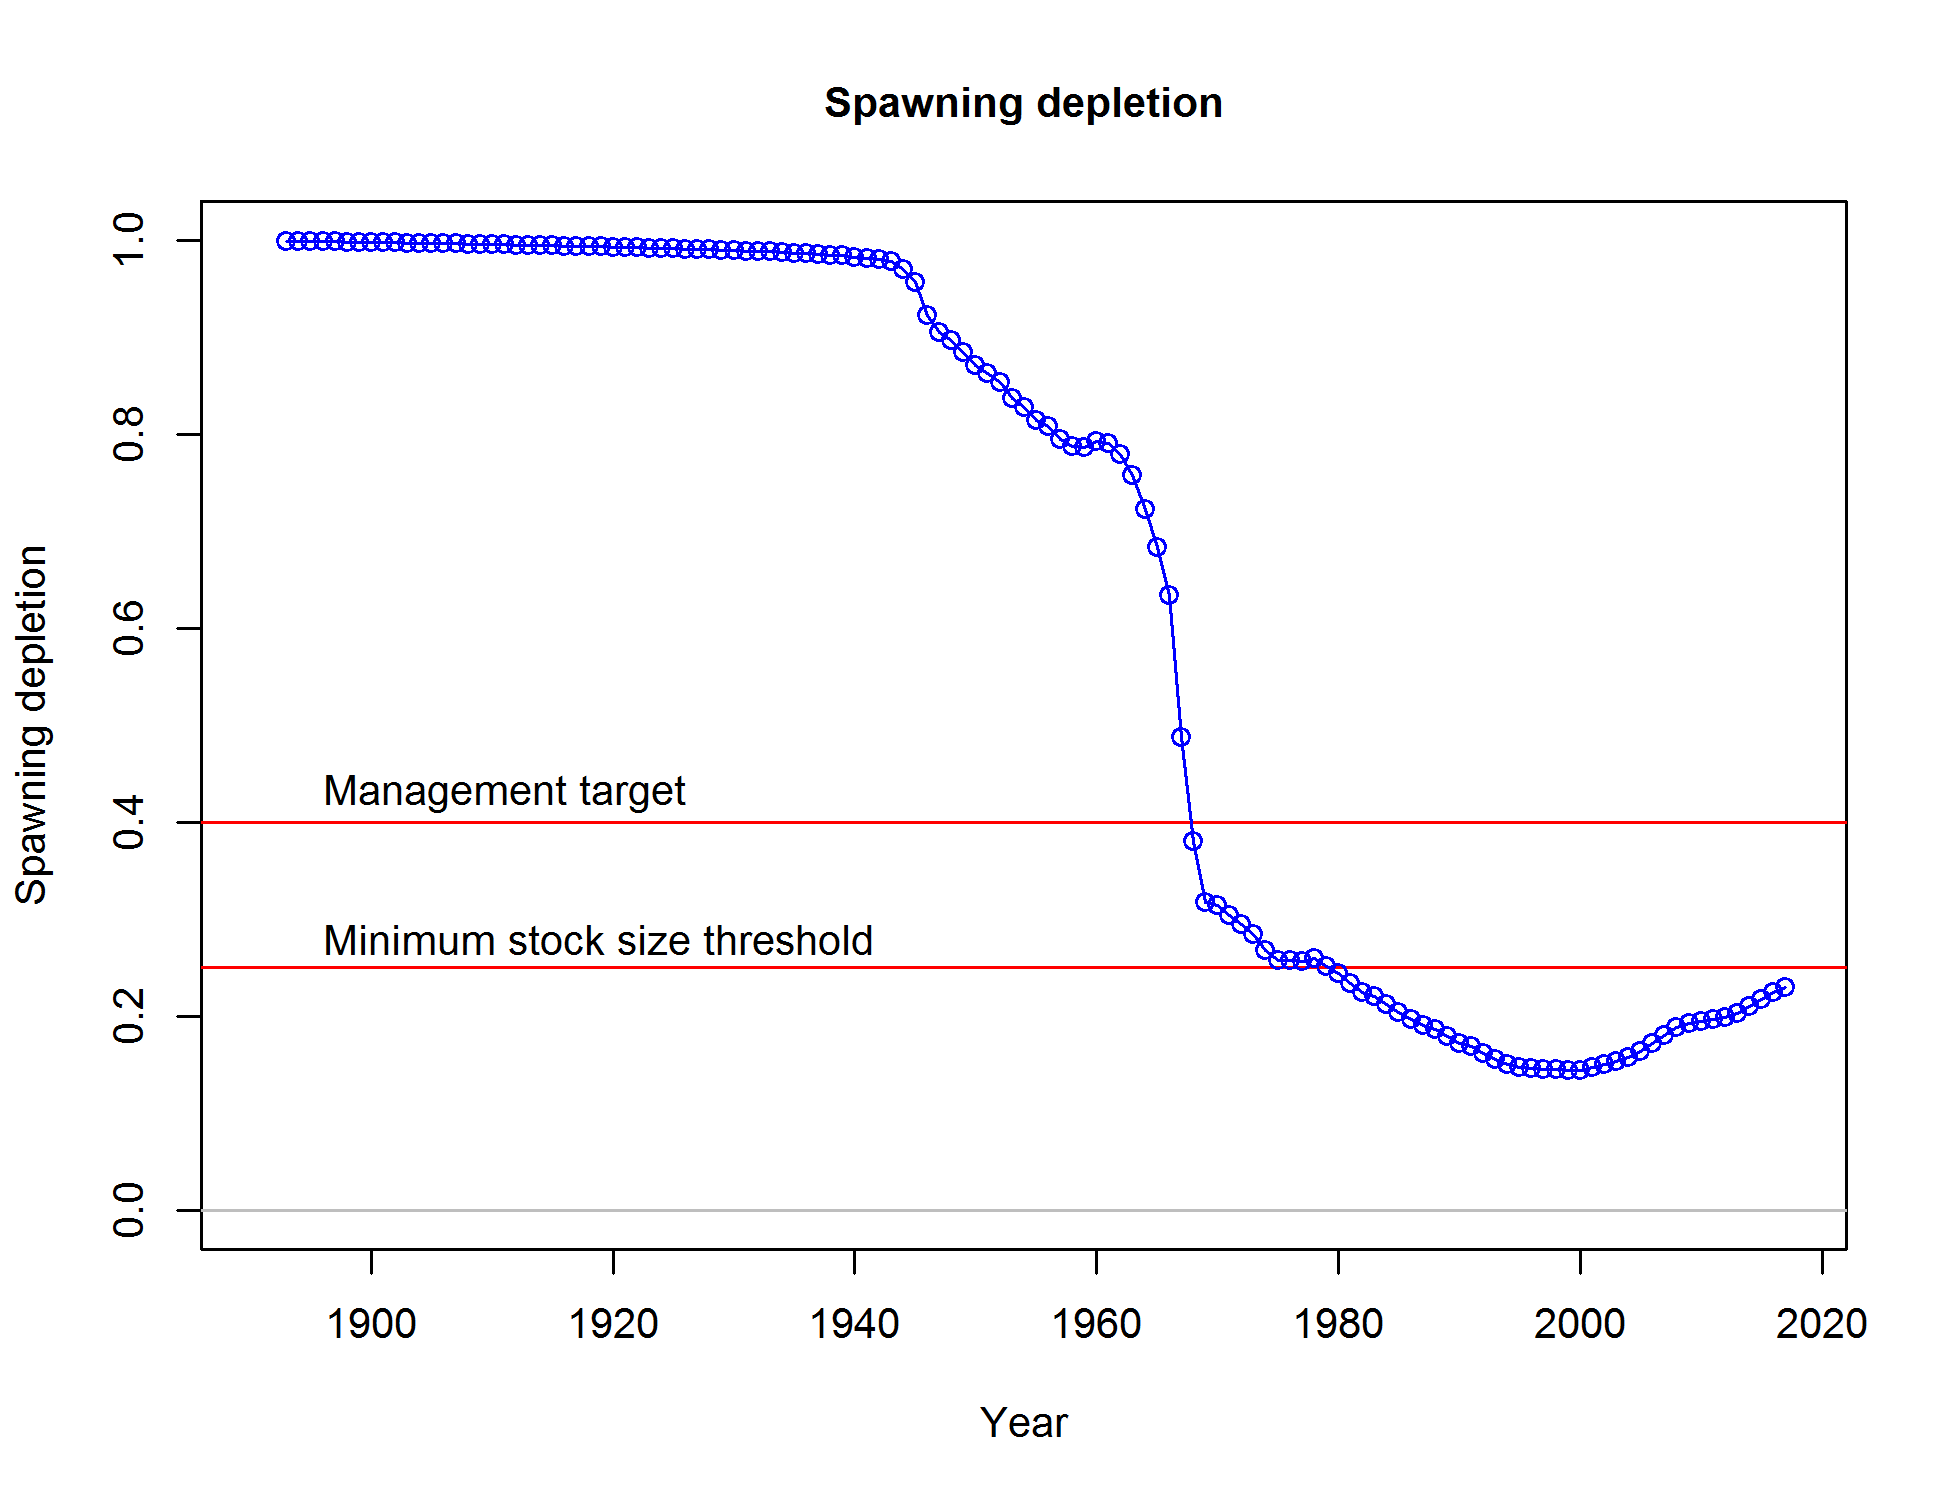 Spawning depletion
Spawning depletion
1.0
0.8
0.6
0.4
0.2
0.0
Management target
Minimum stock size threshold
1900 1920 1940 1960 1980 2000 2020
Year